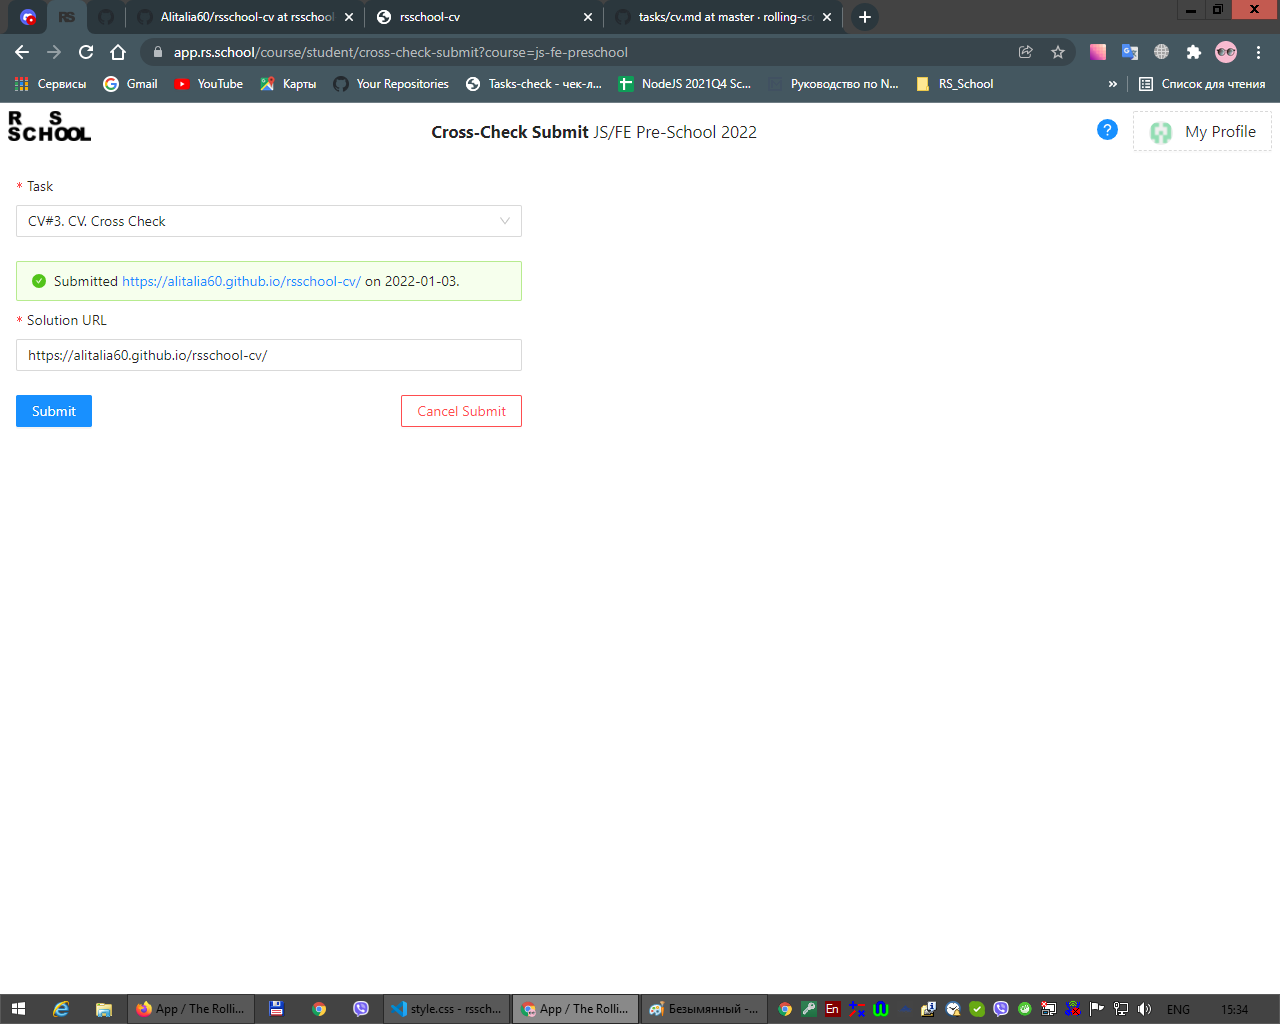 Alitalia60/rsschool-cv at rsschool
rsschool-cv
tasks/cv.md at master · rolling-sc
app.rs.school/course/student/cross-check-submit?course=js-fe-preschool
Сервисы
Gmail
YouTube
Карты
Your Repositories
Tasks-check - чек-л...
NodeJS 2021Q4 Sc...
Руководство по N...
RS_School
»
Список для чтения
R S
SCHOOL
Cross-Check Submit JS/FE Pre-School 2022
?
My Profile
* Task
CV#3. CV. Cross Check
Submitted https://alitalia60.github.io/rsschool-cv/ on 2022-01-03.
* Solution URL
https://alitalia60.github.io/rsschool-cv/
Submit
Cancel Submit
App / The Rolli...
style.css - rssch...
App / The Rolli...
Безымянный -...
En
ENG
15:34